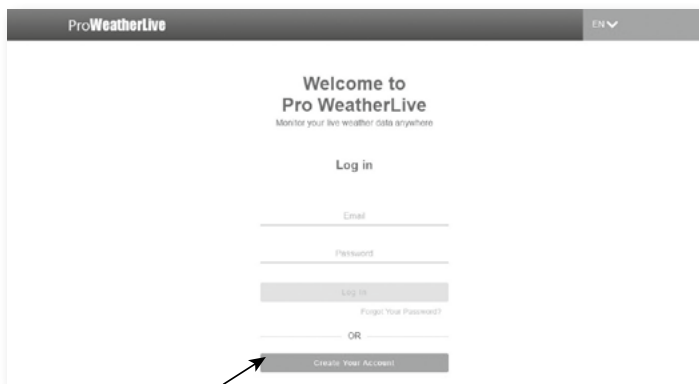 ProWeatherLive
EN
Welcome to
Pro WeatherLive
Monitor your live weather data anywhere
Log in
Email
Password
Log in
Forgot Your Password?
OR
Create Your Account